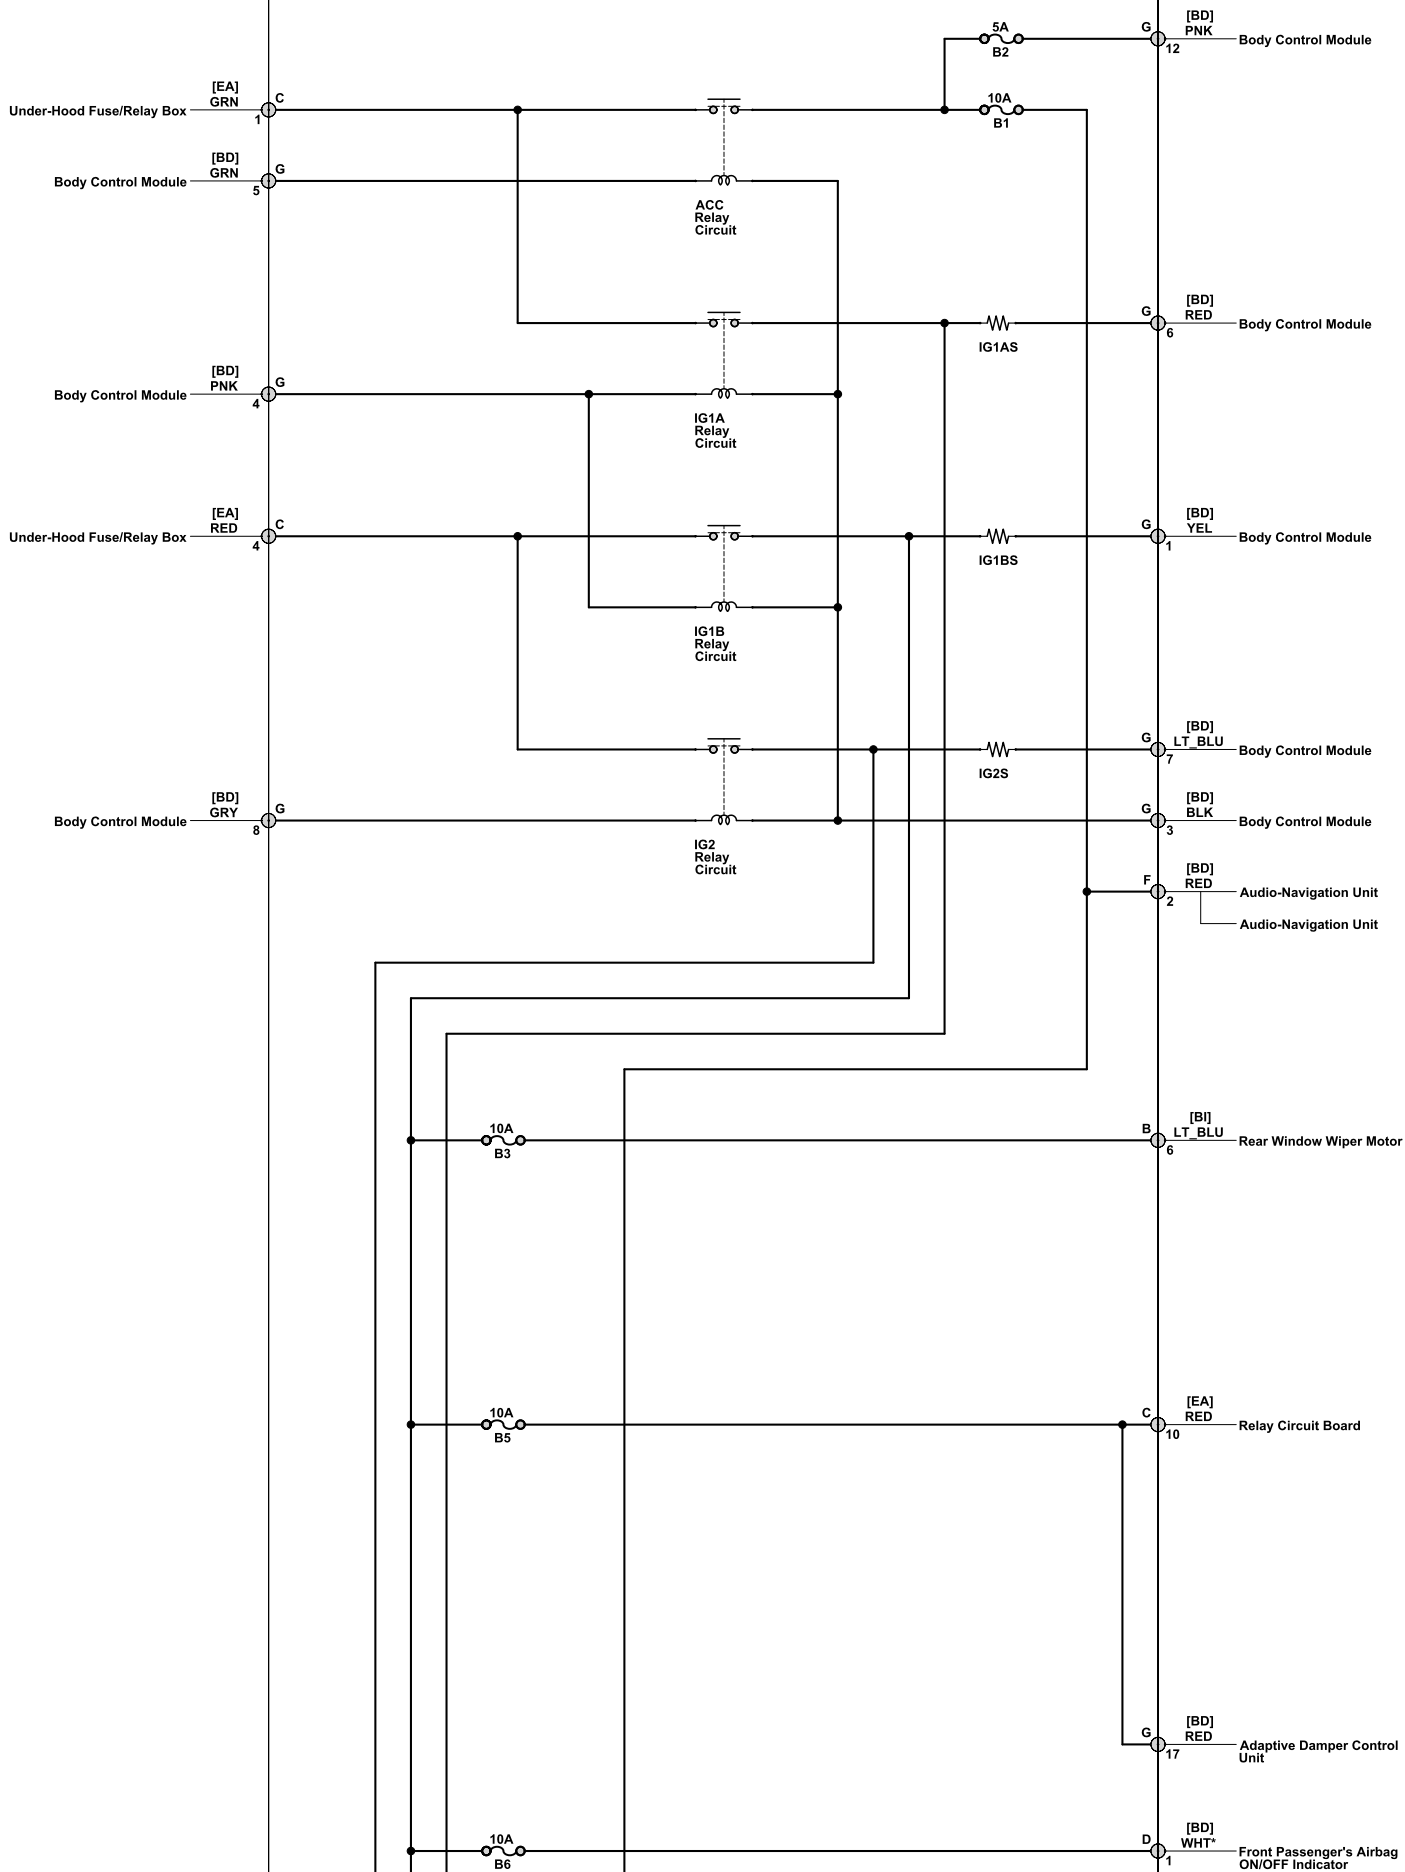 [BD]
PNK
G
12
Body Control Module
5A
B2
[EA]
GRN
C
1
Under-Hood Fuse/Relay Box
10A
B1
[BD]
GRN
G
5
Body Control Module
ACC
Relay
Circuit
[BD]
RED
G
6
Body Control Module
IG1AS
[BD]
PNK
G
4
Body Control Module
IG1A
Relay
Circuit
[EA]
RED
C
4
Under-Hood Fuse/Relay Box
[BD]
YEL
G
1
Body Control Module
IG1BS
IG1B
Relay
Circuit
[BD]
LT_BLU
G
7
Body Control Module
IG2S
[BD]
GRY
G
8
Body Control Module
[BD]
BLK
G
3
Body Control Module
IG2
Relay
Circuit
[BD]
RED
F
2
Audio-Navigation Unit
Audio-Navigation Unit
10A
B3
[BI]
LT_BLU
B
6
Rear Window Wiper Motor
10A
B5
[EA]
RED
C
10
Relay Circuit Board
[BD]
RED
G
17
Adaptive Damper Control
Unit
10A
B6
[BD]
WHT*
D
1
Front Passenger's Airbag
ON/OFF Indicator